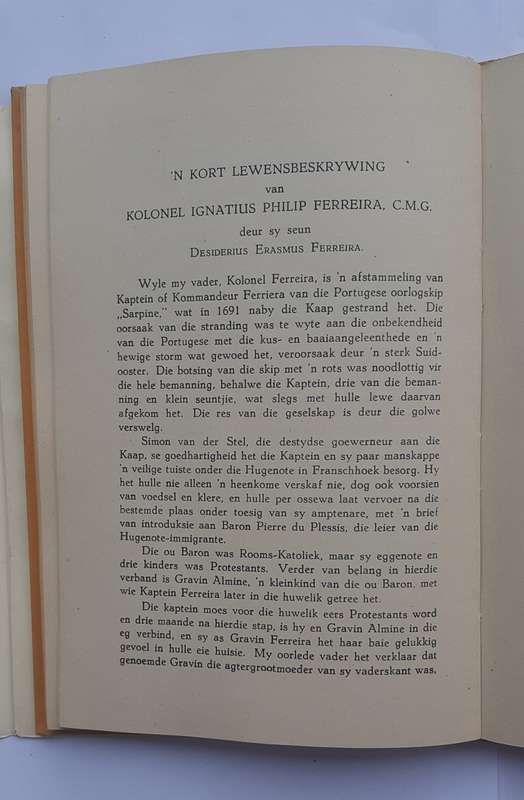 'N KORT LEWENSBESKRYWING
van
KOLONEL IGNATIUS PHILIP FERREIRA, C.M.G.
deur sy seun
DESIDERIUS ERASMUS FERREIRA.
Wyle my vader, Kolonel Ferreira, is 'n afstammeling van
Kaptein of Kommandeur Ferriera van die Portugese oorlogskip
„Sarpine," wat in 1691 naby die Kaap gestrand het. Die
oorsaak van die stranding was te wyte aan die onbekendheid
van die Portugese met die kus- en baaiaangeleenthede en 'n
hewige storm wat gewoed het, veroorsaak deur 'n sterk Suid-
ooster. Die botsing van die skip met 'n rots was noodlottig vir
die hele bemanning, behalwe die Kaptein, drie van die beman-
ning en klein seuntjie, wat slegs met hulle lewe daarvan
afgekom het. Die res van die geselskap is deur die golwe
verswelg.
Simon van der Stel, die destydse goewerneur aan die
Kaap, se goedhartigheid het die Kaptein en sy paar manskappe
'n veilige tuiste onder die Hugenote in Franschhoek besorg. Hy
het hulle nie alleen 'n heenkome verskaf nie, dog ook voorsien
van voedsel en klere, en hulle per ossewa laat vervoer na die
bestemde plaas onder toesig van sy amptenare, met 'n brief
van introduksie aan Baron Pierre du Plessis, die leier van die
Hugenote-immigrante.
Die ou Baron was Rooms-Katoliek, maar sy eggenote en
drie kinders was Protestants. Verder van belang in hierdie
verband is Gravin Almine, 'n kleinkind van die ou Baron, met
wie Kaptein Ferreira later in die huwelik getree het.
Die kaptein moes voor die huwelik eers Protestants word
en drie maande na hierdie stap, is hy en Gravin Almine in die
eg verbind, en sy as Gravin Ferreira het haar baie gelukkig
gevoel in hulle eie huisie. My oorlede vader het verklaar dat
genoemde Gravin die agtergrootmoeder van sy vaderskant was,